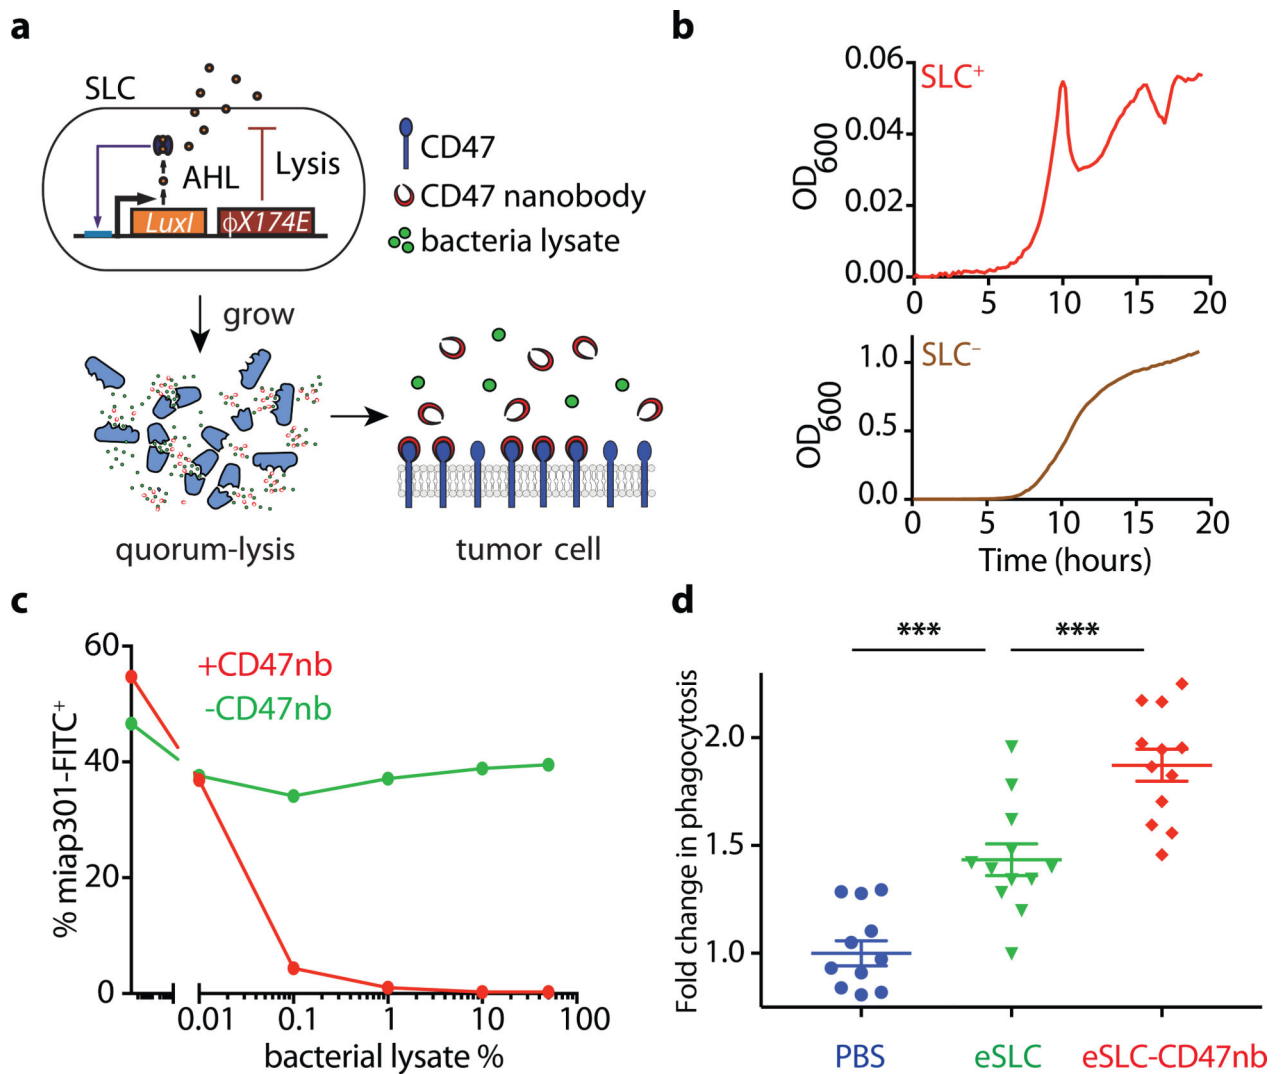 a
SLC
AHL
Lysis
LuxI
ϕX174E
CD47
CD47 nanobody
bacteria lysate
grow
quorum-lysis
tumor cell
b
0.06
0.04
0.02
0.00
OD600
SLC+
0 5 10 15 20
1.0
0.5
0.0
OD600
SLC−
0 5 10 15 20
Time (hours)
c
60
40
20
0
% miap301-FITC+
+CD47nb
-CD47nb
0.01 0.1 1 10 100
bacterial lysate %
d
*** ***
2.0
1.5
1.0
Fold change in phagocytosis
PBS eSLC eSLC-CD47nb